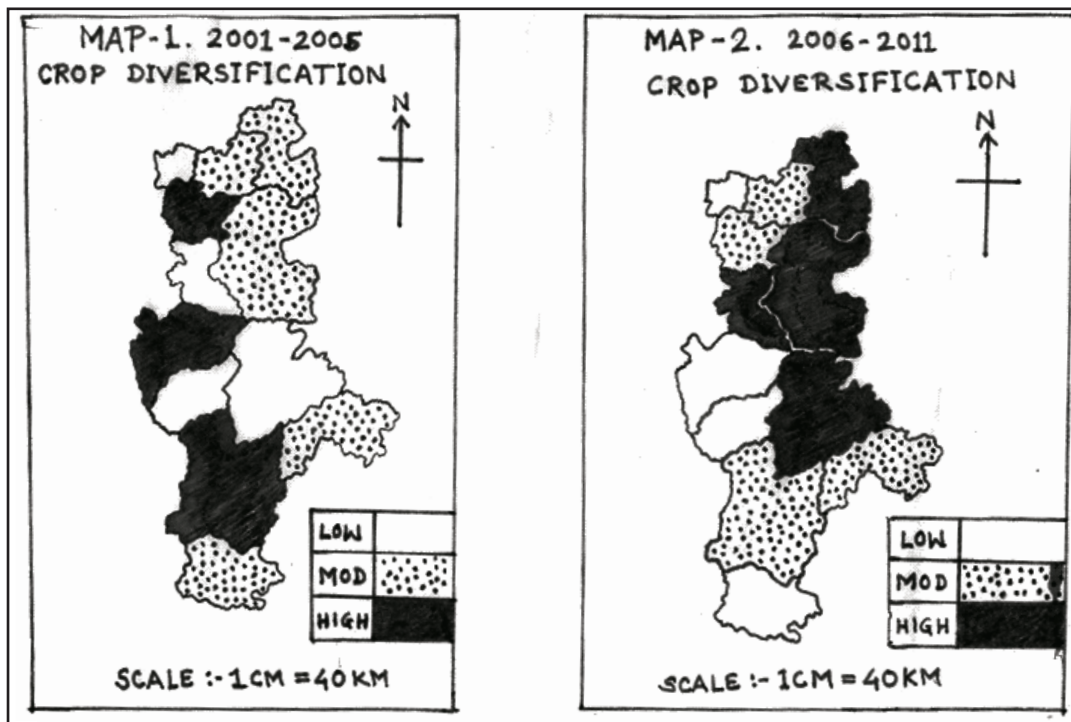 MAP-1. 2001-2005
CROP DIVERSIFICATION
N
LOW
MOD
HIGH
SCALE:-1CM=40KM
MAP-2. 2006-2011
CROP DIVERSIFICATION
N
LOW
MOD
HIGH
SCALE:-1CM=40KM